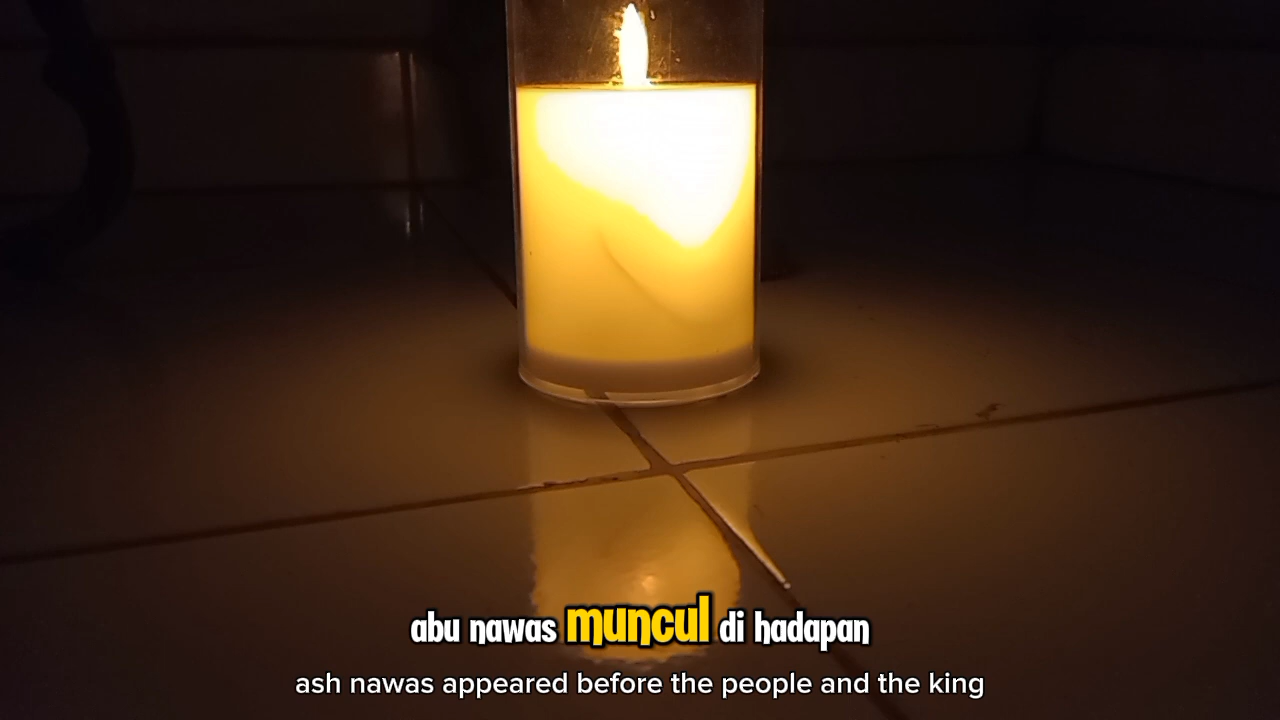 abu nawas muncul di hadapan
ash nawas appeared before the people and the king